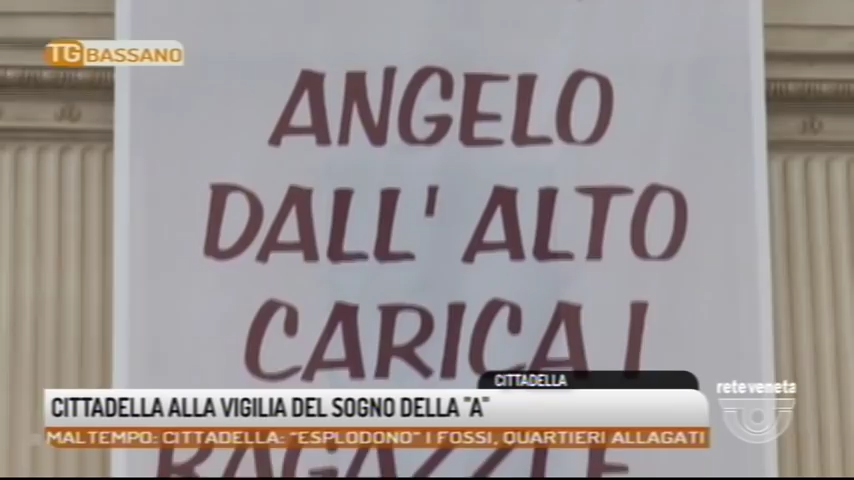 TG BASSANO
ANGELO
DALL' ALTO
CARICA I
CITTADELLA
CITTADELLA ALLA VIGILIA DEL SOGNO DELLA "A"
rete veneta
MALTEMPO: CITTADELLA: "ESPLODONO" I FOSSI, QUARTIERI ALLAGATI